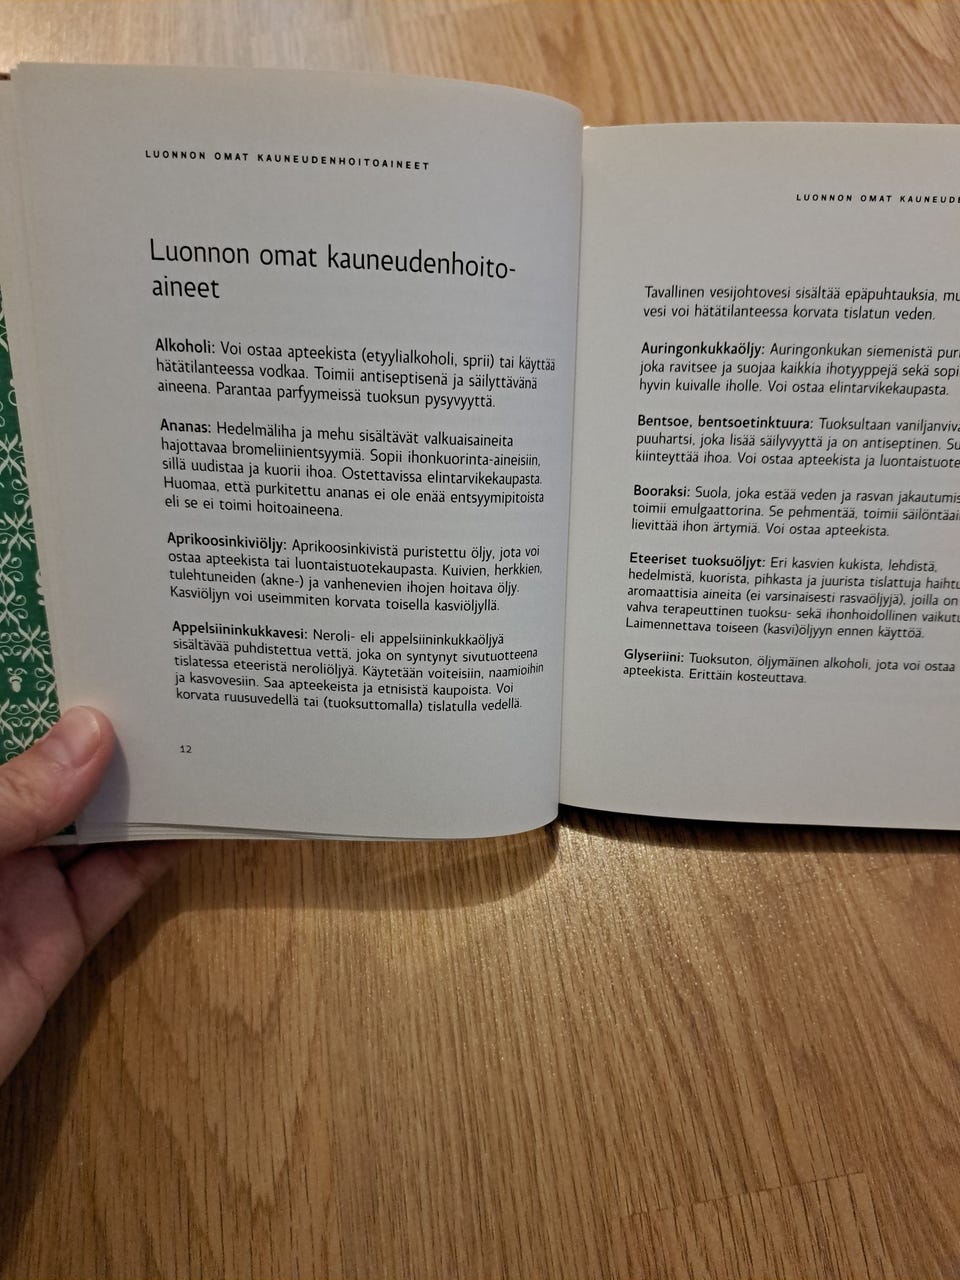 LUONNON OMAT KAUNEUDENHOITOAINEET
Luonnon omat kauneudenhoito-
aineet
Alkoholi: Voi ostaa apteekista (etyylialkoholi, sprii) tai käyttää
hätätilanteessa vodkaa. Toimii antiseptisenä ja säilyttävänä
aineena. Parantaa parfyymeissä tuoksun pysyvyyttä.
Ananas: Hedelmäliha ja mehu sisältävät valkuaisaineita
hajottavaa bromeliinientsyymiä. Sopii ihonkuorinta-aineisiin,
sillä uudistaa ja kuorii ihoa. Ostettavissa elintarvikekaupasta.
Huomaa, että purkitettu ananas ei ole enää entsyymipitoista
eli se ei toimi hoitoaineena.
Aprikoosinkiviöljy: Aprikoosinkivistä puristettu öljy, jota voi
ostaa apteekista tai luontaistuotekaupasta. Kuivien, herkkien,
tulehtuneiden (akne-) ja vanhenevien ihojen hoitava öljy.
Kasviöljyn voi useimmiten korvata toisella kasviöljyllä.
Appelsiininkukkavesi: Neroli- eli appelsiininkukkaöljyä
sisältävää puhdistettua vettä, joka on syntynyt sivutuotteena
tislatessa eteeristä neroliöljyä. Käytetään voiteisiin, naamioihin
ja kasvovesiin. Saa apteekeista ja etnisistä kaupoista. Voi
korvata ruusuvedellä tai (tuoksuttomalla) tislatulla vedellä.
12
LUONNON OMAT
Tavallinen vesijohtovesi sisältää epäpuhtauksia,
vesi voi hätätilanteessa korvata tislatun veden.
Auringonkukkaöljy: Auringonkukan siemenistä
joka ravitsee ja suojaa kaikkia ihotyyppejä sekä sopi
hyvin kuivalle iholle. Voi ostaa elintarvikekaupasta.
Bentsoe, bentsoetinktuura: Tuoksultaan
puuhartsi, joka lisää säilyvyyttä ja on antiseptinen.
kiinteyttää ihoa. Voi ostaa apteekista ja
Booraksi: Suola, joka estää veden ja rasvan
toimii emulgaattorina. Se pehmentää, toimii
lievittää ihon ärtymiä. Voi ostaa apteekista.
Eteeriset tuoksuöljyt: Eri kasvien kukista, lehdistä,
hedelmistä, kuorista, pihkasta ja juurista tislattuja
aromaattisia aineita (ei varsinaisesti rasvaöljyjä), joilla on
vahva terapeuttinen tuoksu- sekä ihonhoidollinen
Laimennettava toiseen (kasvi)öljyyn ennen käyttöä.
Glyseriini: Tuoksuton, öljymäinen alkoholi, jota voi ostaa
apteekista. Erittäin kosteuttava.